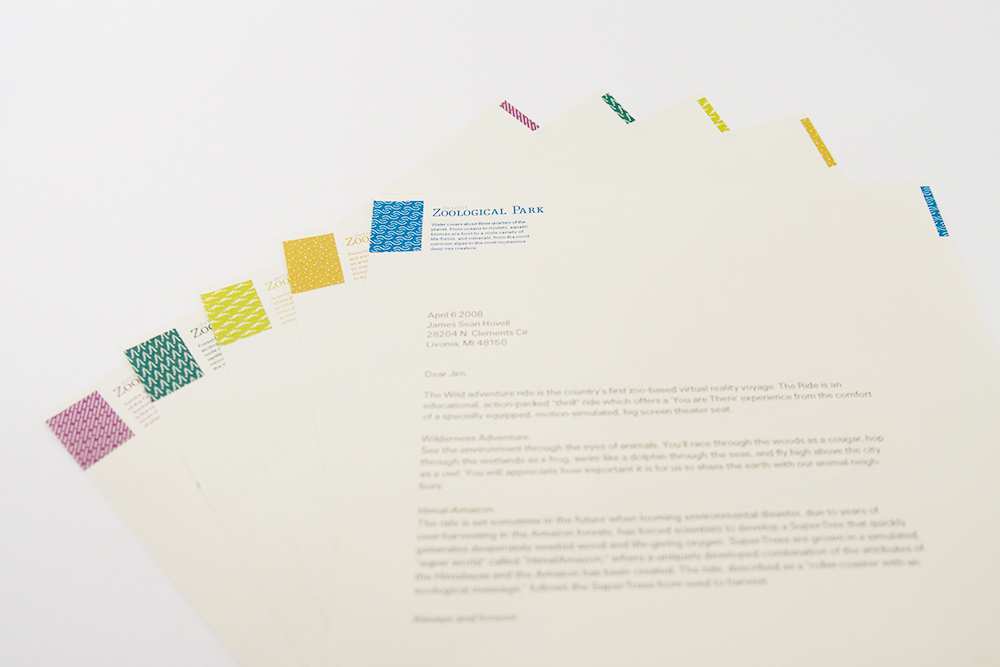 Zoological Park
Water covers about three quarters of the
planet. From oceans to rivulets, aquatic
biomes are host to a wide variety of
life forms, and minerals, from the most
common algae to the most mysterious
deep-sea creature.
April 6 2008
James Sean Hovell
28204 N. Clements Cir.
Livonia, MI 48150
Dear Jim,
The Wild adventure ride is the country's first zoo-based virtual reality voyage. The Ride is an
educational, action-packed "thrill" ride which offers a 'You are There' experience from the comfort
of a specially equipped, motion-simulated, big screen theater seat.
Wilderness Adventure
See the environment through the eyes of animals. You'll race through the woods as a cougar, hop
through the wetlands as a frog, swim like a dolphin through the seas, and fly high above the city
as a owl. You will appreciate how important it is for us to share the earth with our animal neigh-
bors.
Himal-Amazon
The ride is set sometime in the future when looming environmental disaster, due to years of
over-harvesting in the Amazon forests, has forced scientists to develop a SuperTree that quickly
generates desperately needed wood and life-giving oxygen. SuperTrees are grown in a simulated
"super world" called "HimalAmazon," where a uniquely developed combination of the attributes of
the Himalayas and the Amazon has been created. The ride, described as a "roller coaster with an
ecological message," follows the SuperTrees from seed to harvest.
Always and forever
Zoo
Zoo
Zoo
Zoo